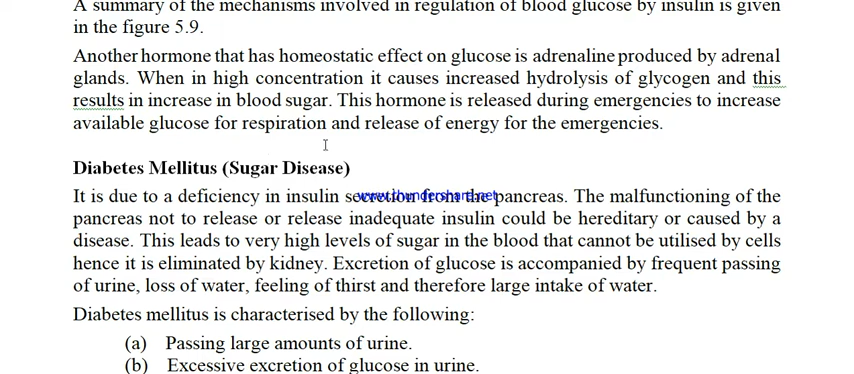 A summary of the mechanisms involved in regulation of blood glucose by insulin is given
in the figure 5.9.
Another hormone that has homeostatic effect on glucose is adrenaline produced by adrenal
glands. When in high concentration it causes increased hydrolysis of glycogen and this
results in increase in blood sugar. This hormone is released during emergencies to increase
available glucose for respiration and release of energy for the emergencies.
Diabetes Mellitus (Sugar Disease)
It is due to a deficiency in insulin secretion from the pancreas. The malfunctioning of the
www.thundershare.net
pancreas not to release or release inadequate insulin could be hereditary or caused by a
disease. This leads to very high levels of sugar in the blood that cannot be utilised by cells
hence it is eliminated by kidney. Excretion of glucose is accompanied by frequent passing
of urine, loss of water, feeling of thirst and therefore large intake of water.
Diabetes mellitus is characterised by the following:
(a) Passing large amounts of urine.
(b) Excessive excretion of glucose in urine.